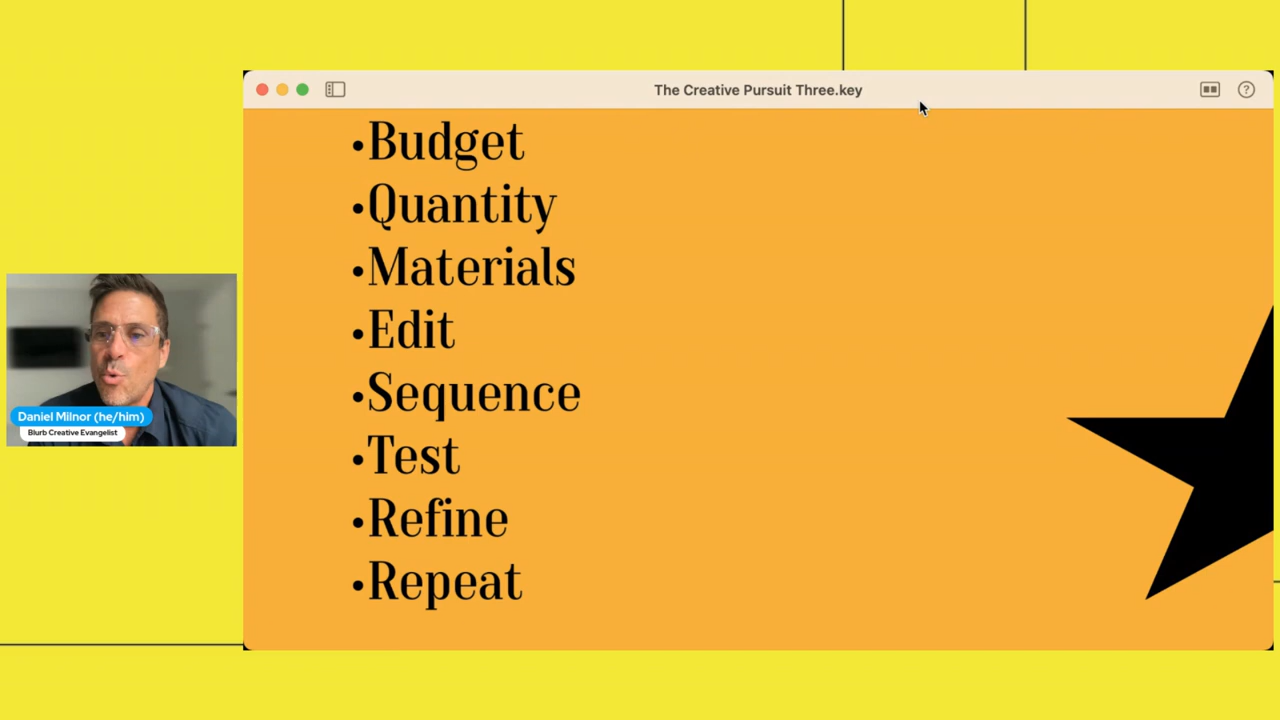 The Creative Pursuit Three.key
•Budget
•Quantity
•Materials
•Edit
•Sequence
•Test
•Refine
•Repeat
Daniel Milnor (he/him)
Blurb Creative Evangelist